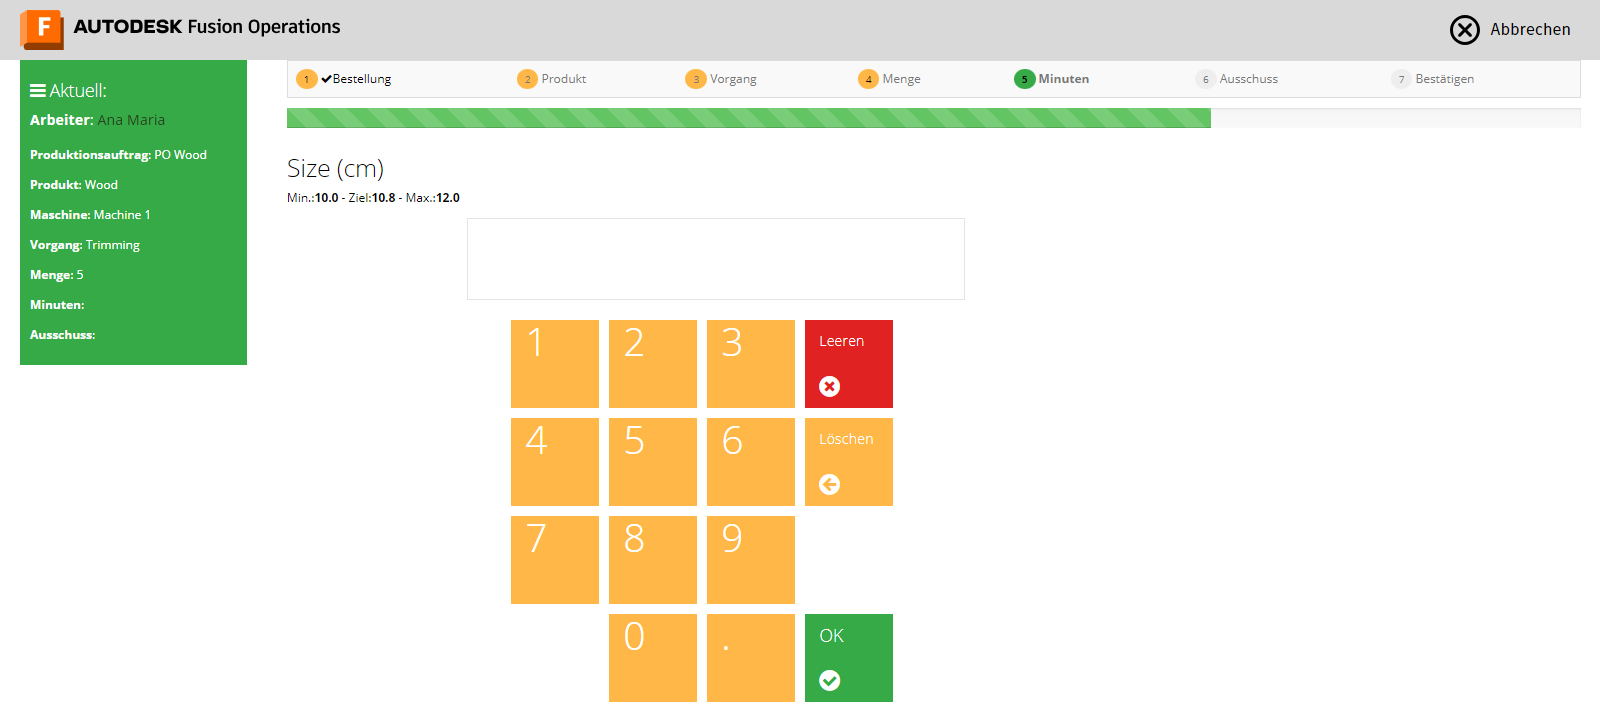 F AUTODESK Fusion Operations
Abbrechen
Aktuell:
Arbeiter: Ana Maria
Produktionsauftrag: PO Wood
Produkt: Wood
Maschine: Machine 1
Vorgang: Trimming
Menge: 5
Minuten:
Ausschuss:
1 Bestellung 2 Produkt 3 Vorgang 4 Menge 5 Minuten 6 Ausschuss 7 Bestätigen
Size (cm)
Min.:10.0 - Ziel:10.8 - Max.:12.0
1 2 3 Leeren
4 5 6 Löschen
7 8 9
0 . OK